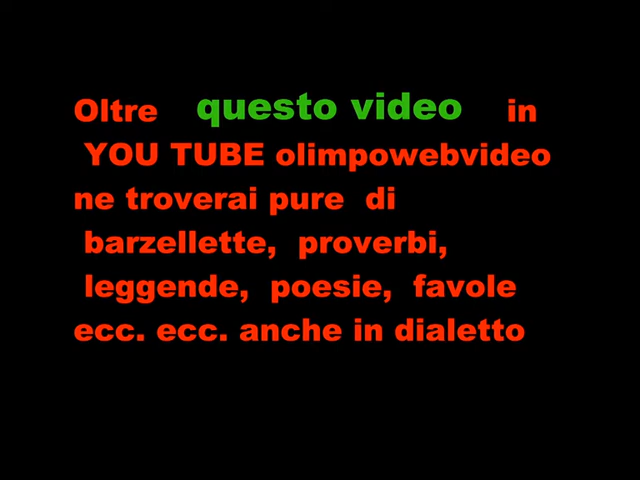 Oltre questo video in
YOU TUBE olimpowebvideo
ne troverai pure di
barzellette, proverbi,
leggende, poesie, favole
ecc. ecc. anche in dialetto